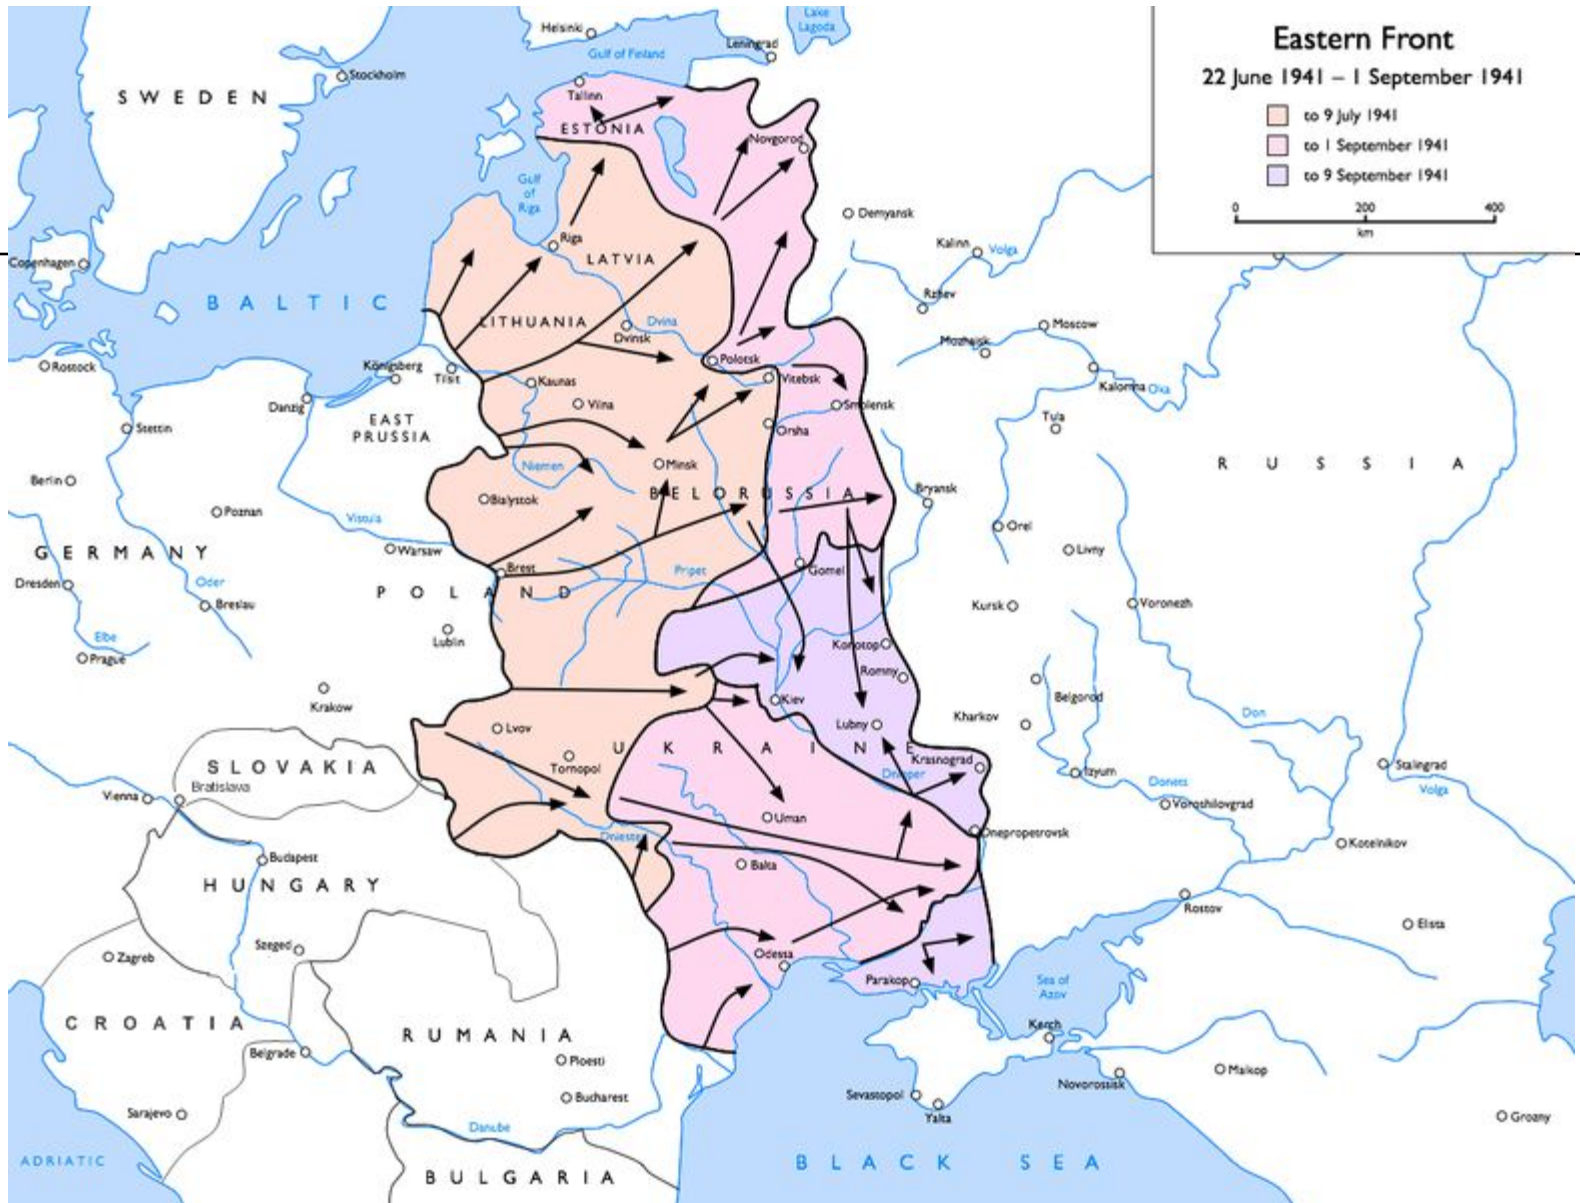 Eastern Front
22 June 1941 – 1 September 1941
to 9 July 1941
to 1 September 1941
to 9 September 1941
0 200 400
km
Lake
Lagoda
Helsinki
Gulf of Finland
Leningrad
Stockholm
SWEDEN
Tallinn
ESTONIA
Novgorod
Gulf
of
Riga
Demyansk
Riga
LATVIA
Kalinn
Volga
Copenhagen
BALTIC
Rzhev
LITHUANIA
Dvina
Dvinsk
Moscow
Mozhaisk
Rostock
Königsberg
Tilsit
Polotsk
Kaunas
Vitebsk
Kalomna
Oka
Danzig
Vilna
Smolensk
EAST
PRUSSIA
Tula
Stettin
Orsha
Niemen
Minsk
RUSSIA
Berlin
Bialystok
BELORUSSIA
Bryansk
Poznan
Vistula
Orel
GERMANY
Warsaw
Livny
Dresden
Oder
Brest
Pripet
Gomel
POLAND
Breslau
Kursk
Voronezh
Elbe
Lublin
Konotop
Prague
Romny
Belgorod
Krakow
Lvov
Kiev
Lubny
Kharkov
Don
UKRAINE
SLOVAKIA
Tornopol
Krasnograd
Stalingrad
Bratislava
Dnieper
Izyum
Donets
Volga
Vienna
Voroshilovgrad
Uman
Dniester
Dnepropetrovsk
Kotelnikov
Budapest
Balta
HUNGARY
Rostov
Elista
Szeged
Zagreb
Odessa
Parakop
Sea of
Azov
CROATIA
RUMANIA
Kerch
Belgrade
Ploesti
Maikop
Novorossisk
Bucharest
Sevastopol
Yalta
Sarajevo
Grozny
Danube
ADRIATIC
BLACK SEA
BULGARIA